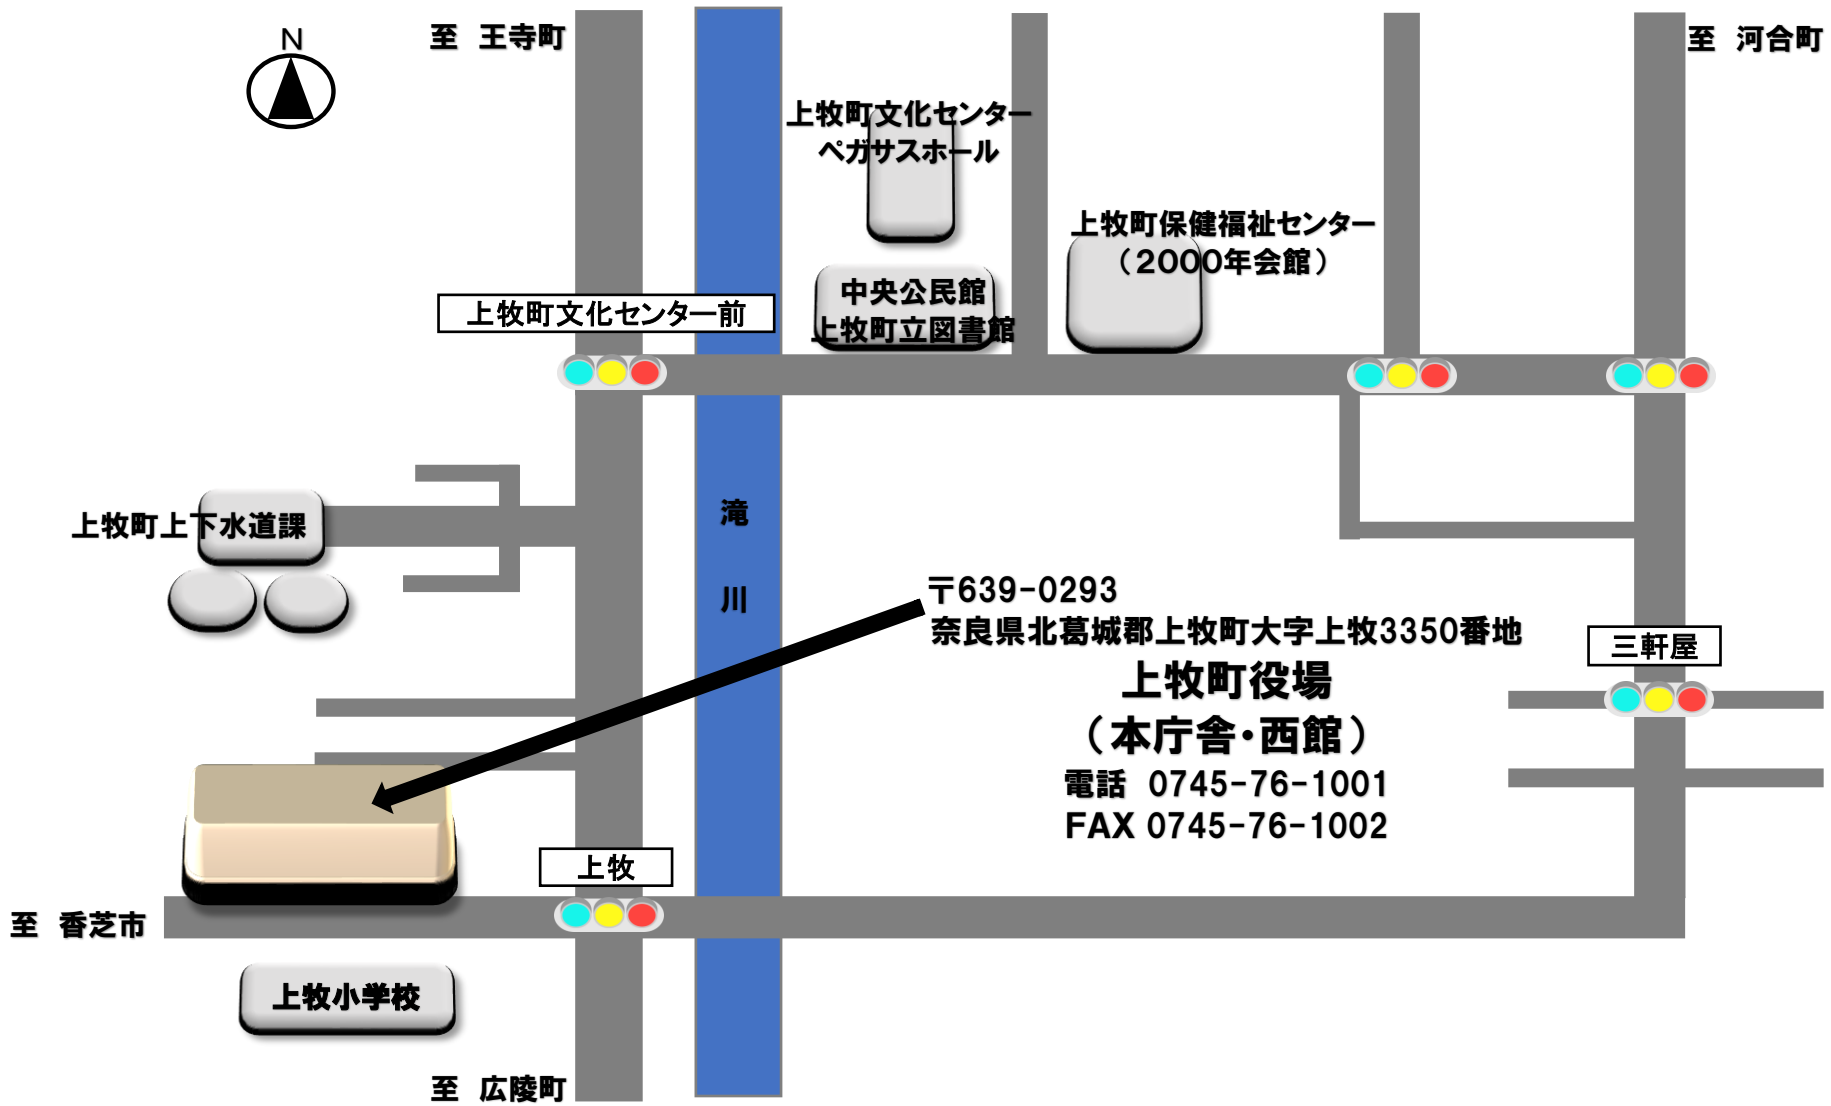 N
至　王寺町
至　河合町
上牧町文化センター
ペガサスホール
上牧町保健福祉センター
（2000年会館）
中央公民館
上牧町立図書館
上牧町文化センター前
滝
川
上牧町上下水道課
〒639-0293
奈良県北葛城郡上牧町大字上牧3350番地
上牧町役場
（本庁舎・西館）
電話　0745-76-1001
FAX 0745-76-1002
三軒屋
上牧
至　香芝市
上牧小学校
至　広陵町